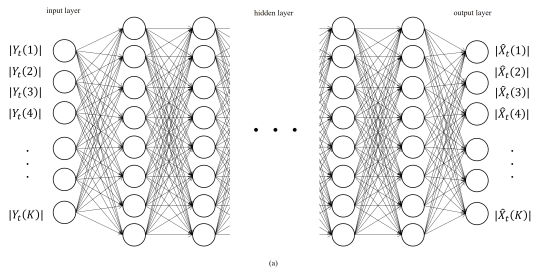 input layer
hidden layer
output layer
|Y_t(1)|
|Y_t(2)|
|Y_t(3)|
|Y_t(4)|
.
.
.
|Y_t(K)|
. . .
|X̂_t(1)|
|X̂_t(2)|
|X̂_t(3)|
|X̂_t(4)|
.
.
.
|X̂_t(K)|
(a)